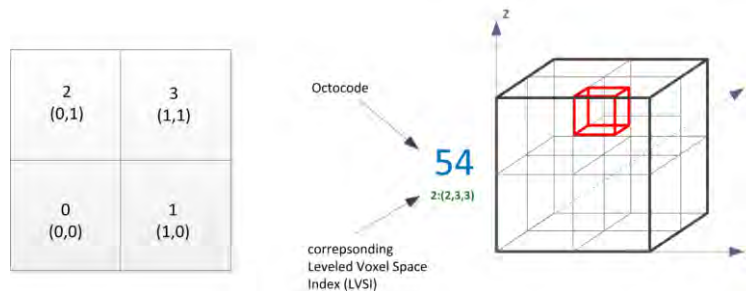 2
(0,1)
3
(1,1)
0
(0,0)
1
(1,0)
Octocode
54
2:(2,3,3)
correpsonding
Leveled Voxel Space
Index (LVSI)
z